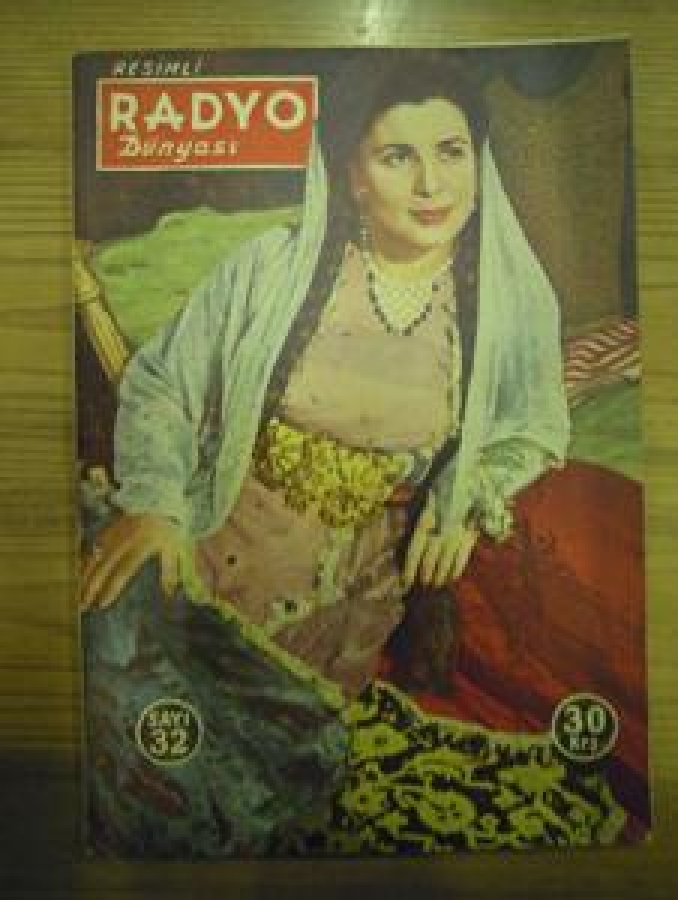 RESİMLİ
RADYO
Dünyası
SAYI
32
30
Krş